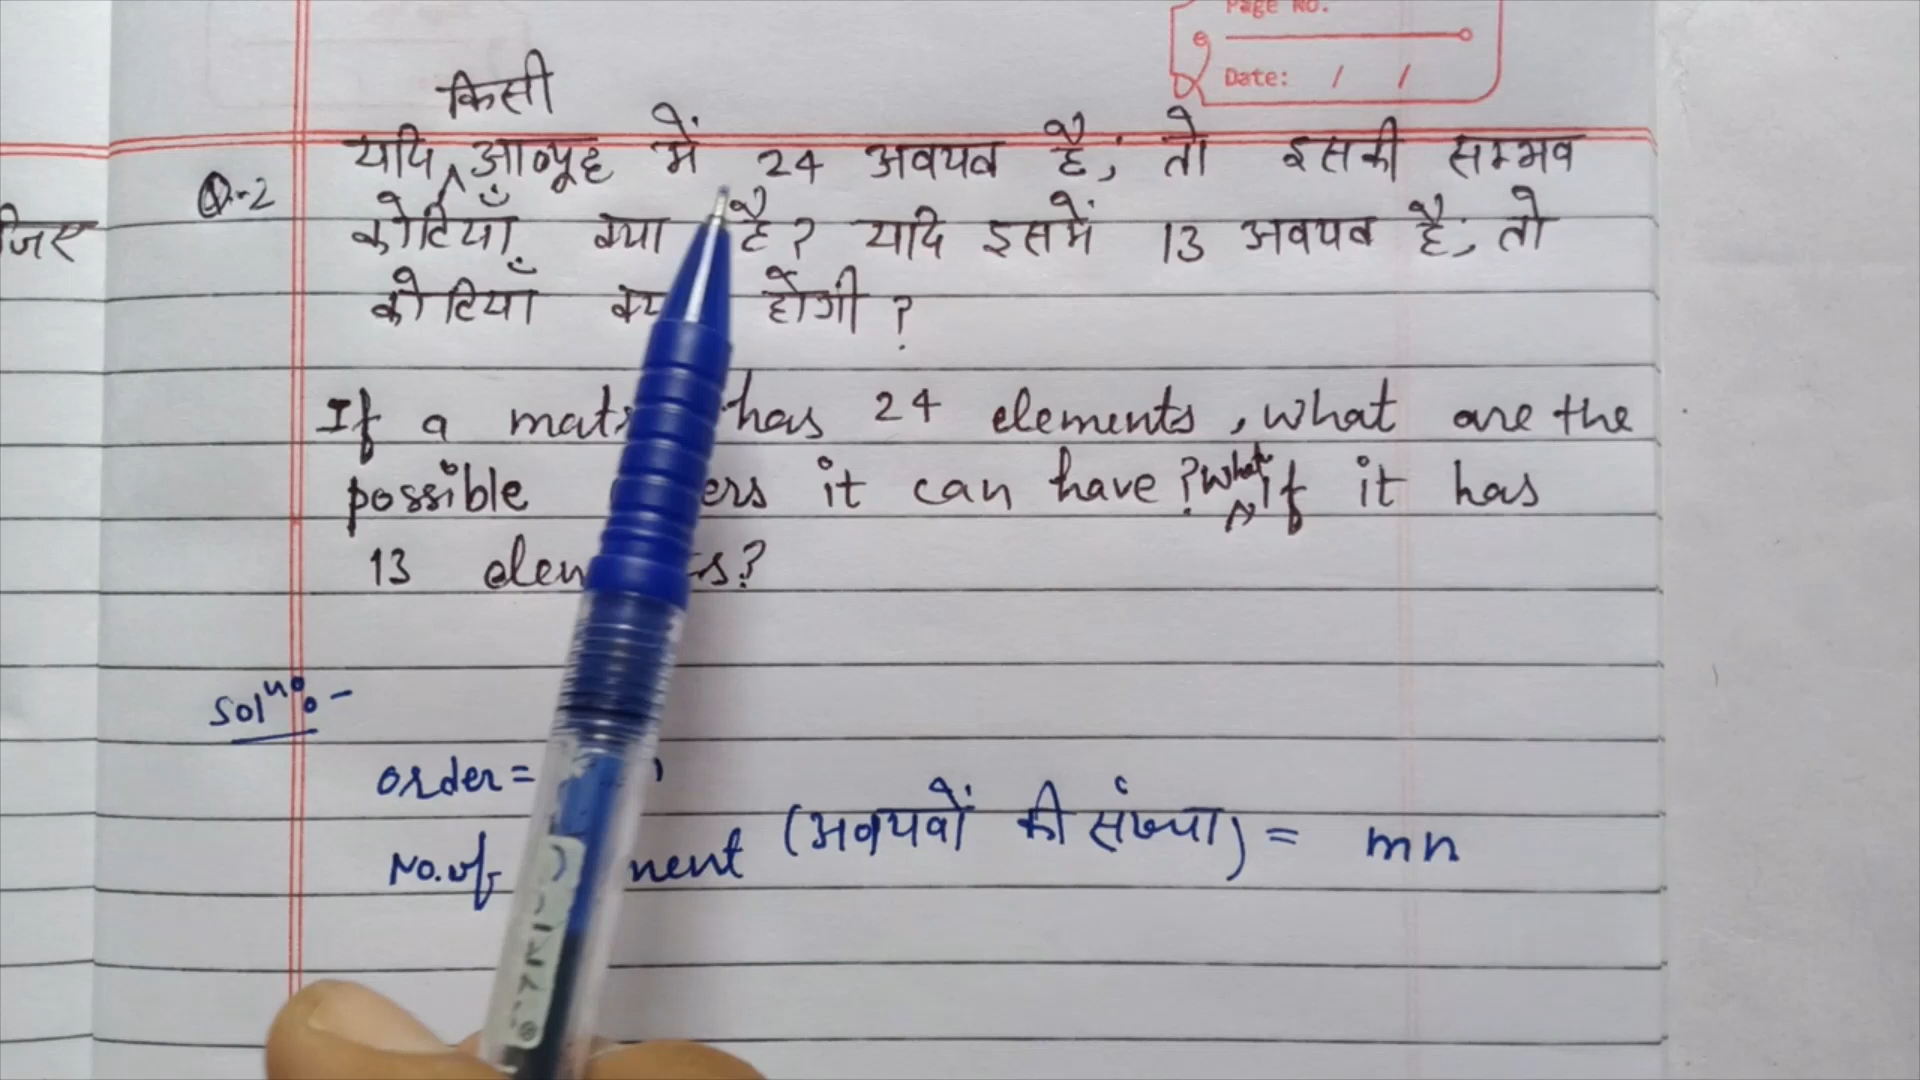 Page No.
Date: / /
किसी
यदि आव्यूह में 24 अवयव है, तो इसकी सम्भव
Q.-2
कोटियाँ क्या है? यदि इसमें 13 अवयव है, तो
कोटियाँ होंगी?
If a has 24 elements, what are the
possible it can have? What If it has
13
Solⁿ: -
order =
No. of (अवयवों की संख्या) = mn